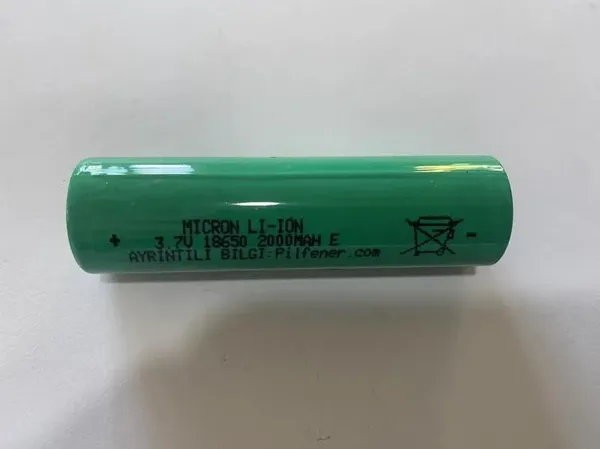 MICRON LI-ION
+ 3.7V 18650 2000MAH E -
AYRINTILI BILGI:Pilfener.com